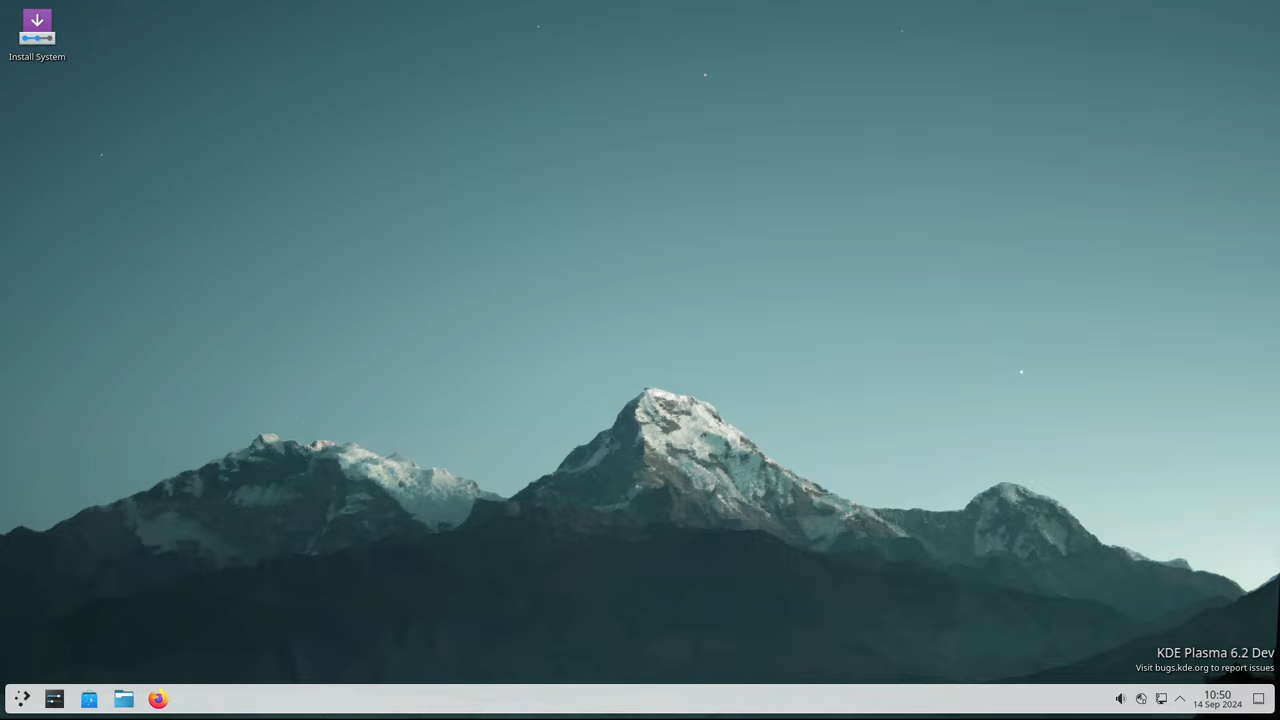 Install System
KDE Plasma 6.2 Dev
Visit bugs.kde.org to report issues
10:50
14 Sep 2024